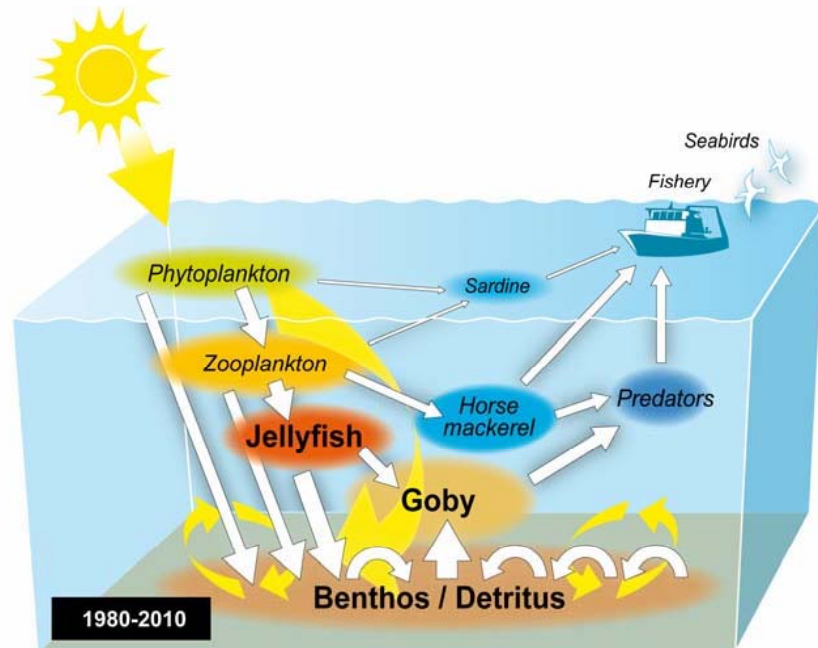 Seabirds
Fishery
Phytoplankton
Sardine
Zooplankton
Horse
mackerel
Predators
Jellyfish
Goby
Benthos / Detritus
1980-2010